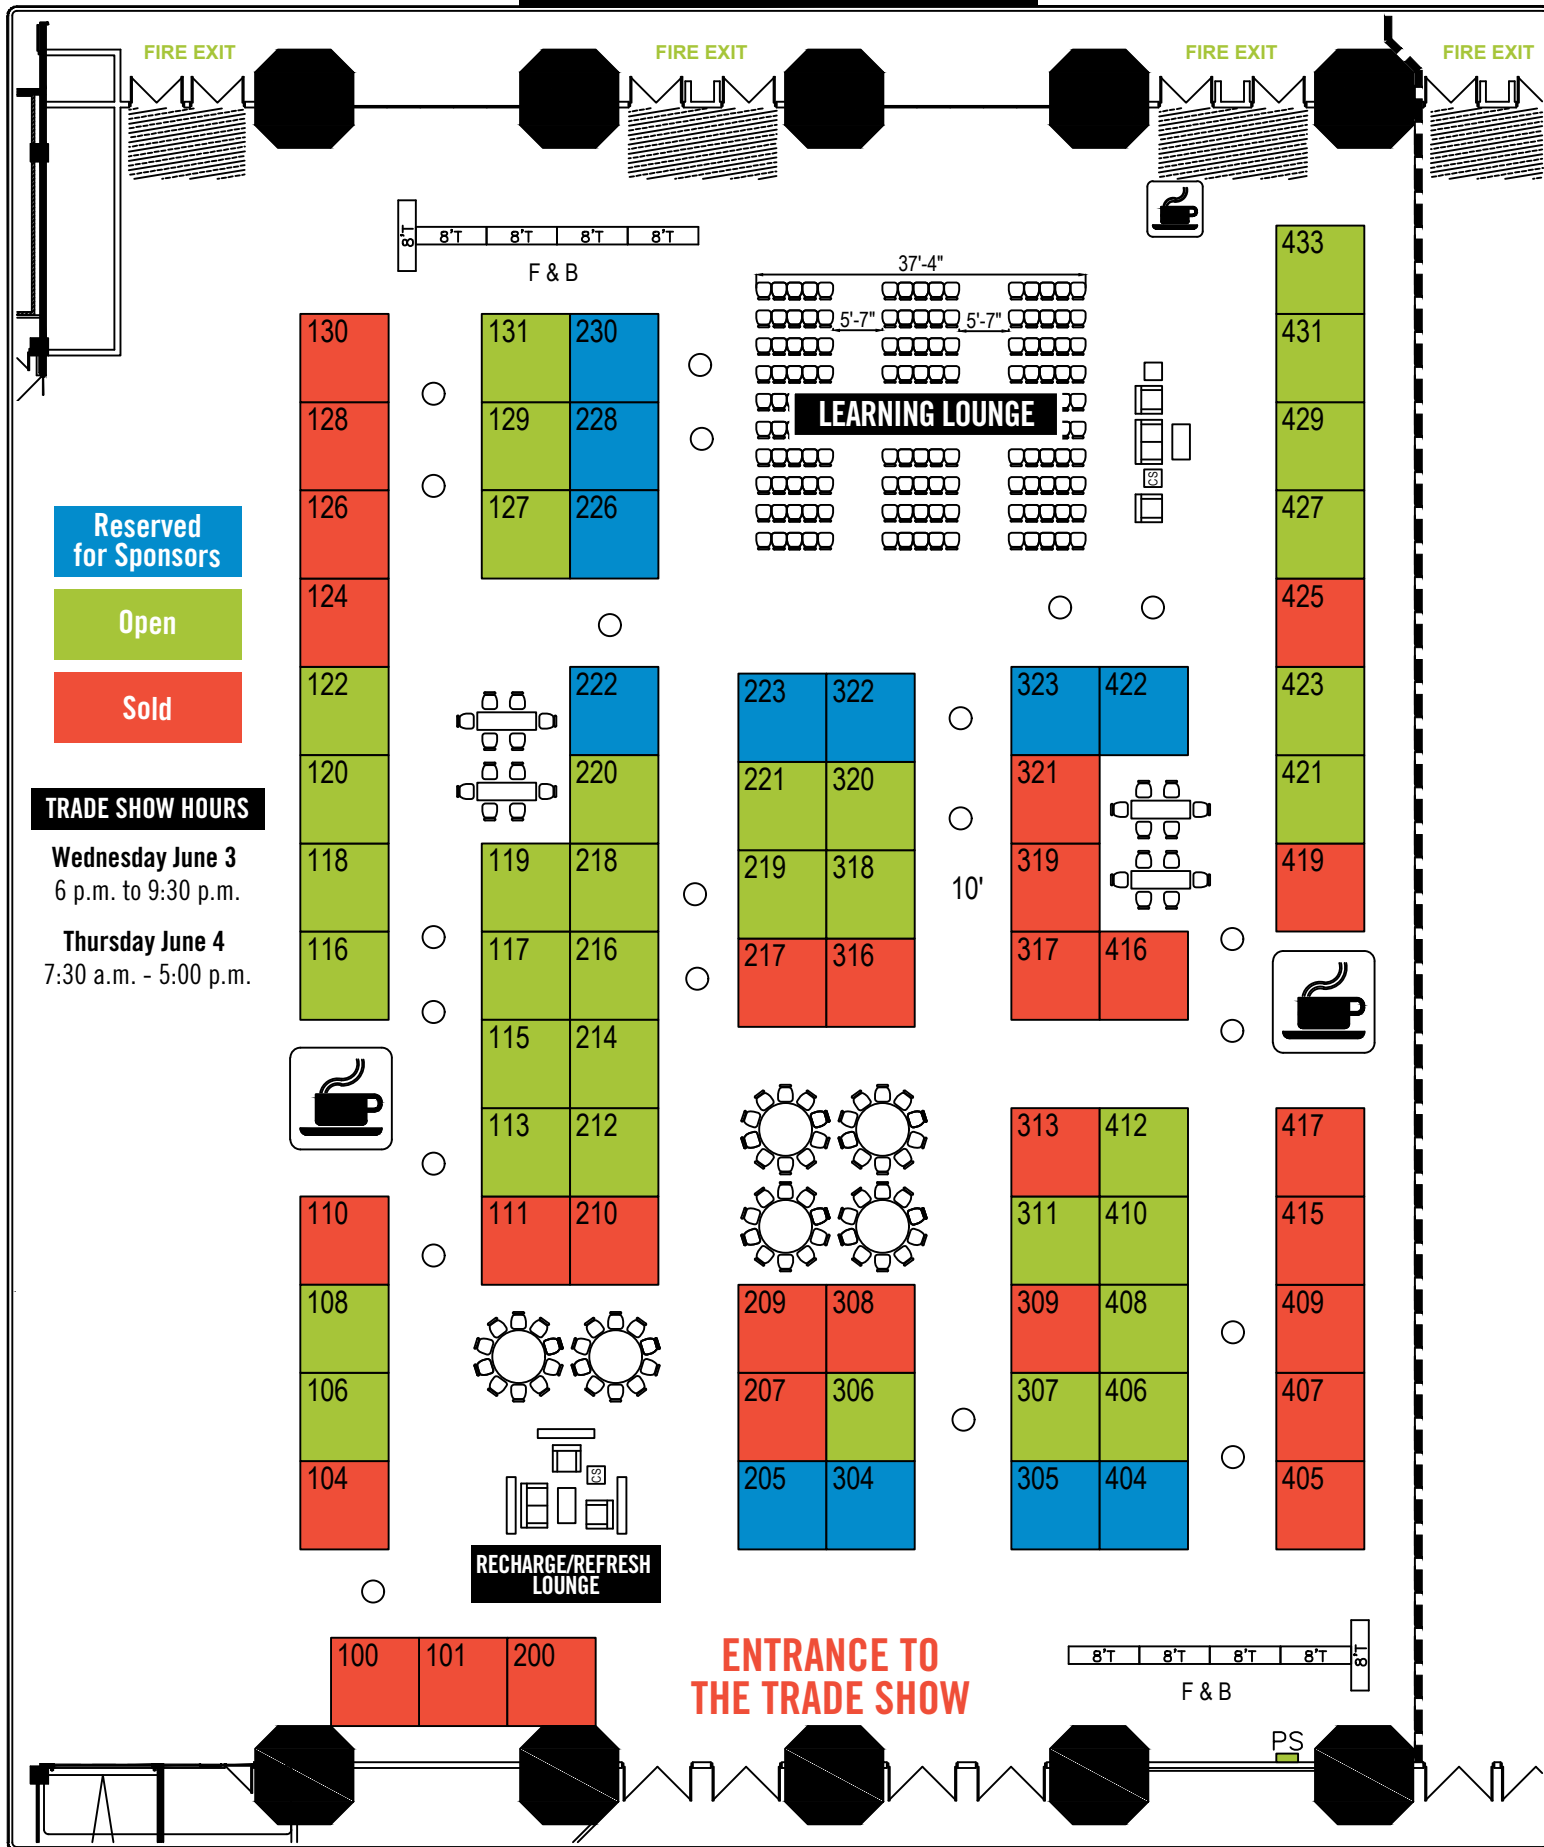 FIRE EXIT
FIRE EXIT
FIRE EXIT
FIRE EXIT
8'T
8'T 8'T 8'T 8'T
F & B
37'-4"
5'-7" 5'-7"
LEARNING LOUNGE
CS
433
431
429
427
425
423
421
419
130
128
126
124
122
120
118
116
131 230
129 228
127 226
Reserved
for Sponsors
Open
Sold
TRADE SHOW HOURS
Wednesday June 3
6 p.m. to 9:30 p.m.
Thursday June 4
7:30 a.m. - 5:00 p.m.
222
220
119 218
117 216
115 214
113 212
111 210
223 322
221 320
219 318
217 316
10'
323 422
321
319
317 416
110
108
106
104
209 308
207 306
205 304
313 412
311 410
309 408
307 406
305 404
417
415
409
407
405
CS
RECHARGE/REFRESH
LOUNGE
100 101 200
ENTRANCE TO
THE TRADE SHOW
8'T 8'T 8'T 8'T
8'T
F & B
PS